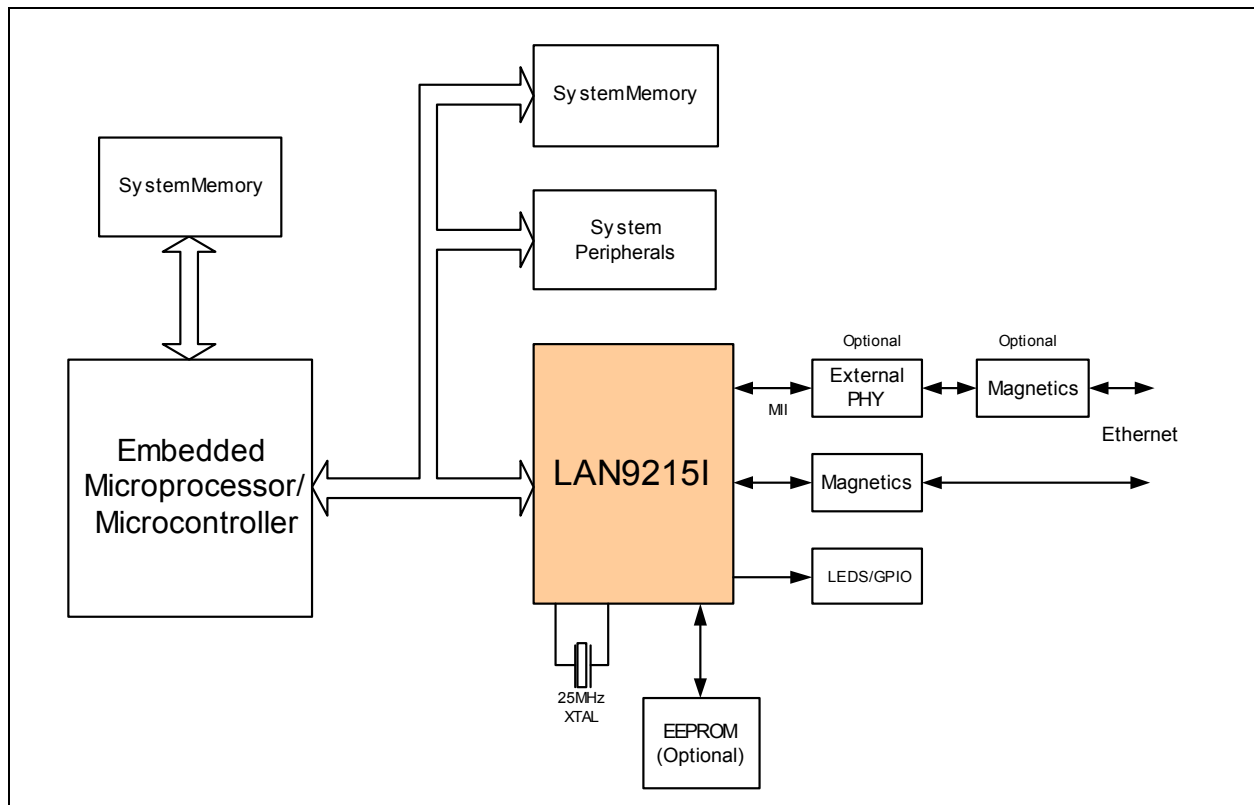 SystemMemory
SystemMemory
System
Peripherals
Embedded
Microprocessor/
Microcontroller
LAN9215I
Optional
Optional
External
PHY
Magnetics
MII
Ethernet
Magnetics
LEDS/GPIO
25MHz
XTAL
EEPROM
(Optional)